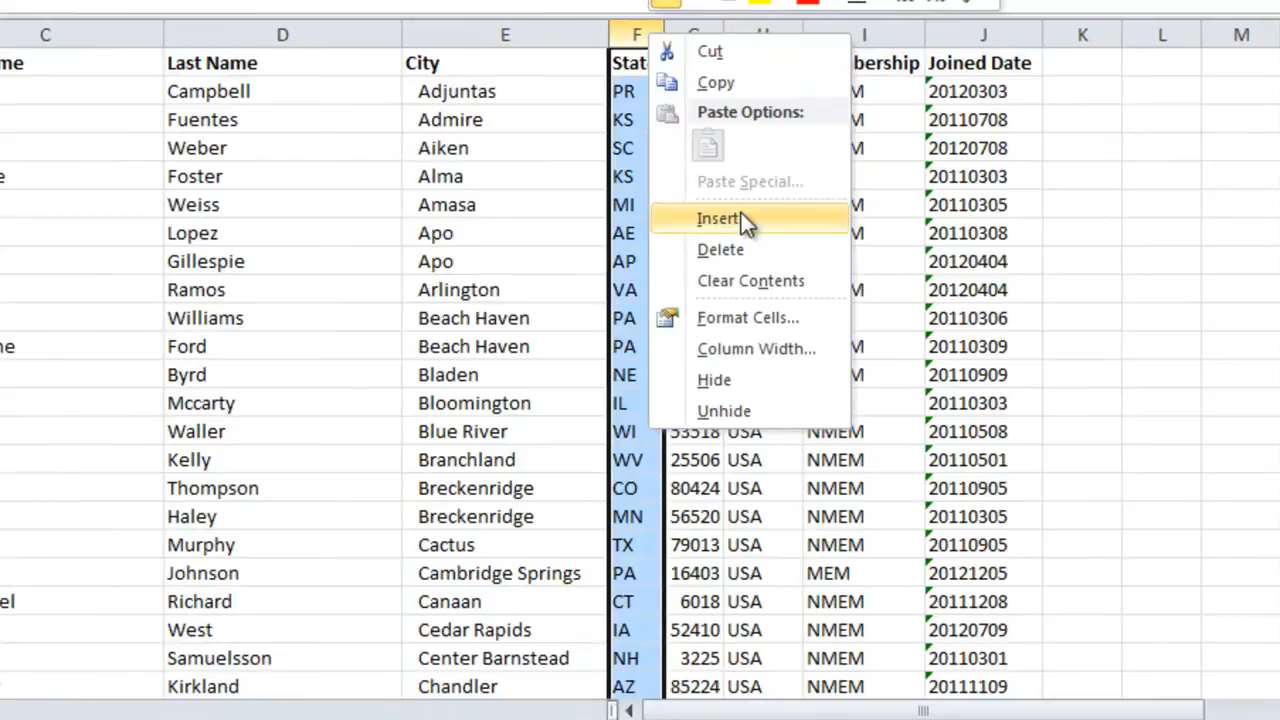 C D E F G H I J K L M
me Last Name City State bership Joined Date
Campbell Adjuntas PR M 20120303
Fuentes Admire KS 20110708
Weber Aiken SC M 20120708
e Foster Alma KS 20110303
Weiss Amasa MI M 20110305
Lopez Apo AE M 20110308
Gillespie Apo AP 20120404
Ramos Arlington VA M 20120404
Williams Beach Haven PA 20110306
ne Ford Beach Haven PA M 20110309
Byrd Bladen NE M 20110909
Mccarty Bloomington IL 20110303
Waller Blue River WI 53518 USA NMEM 20110508
Kelly Branchland WV 25506 USA NMEM 20110501
Thompson Breckenridge CO 80424 USA NMEM 20110905
Haley Breckenridge MN 56520 USA NMEM 20110305
Murphy Cactus TX 79013 USA NMEM 20110905
Johnson Cambridge Springs PA 16403 USA MEM 20121205
el Richard Canaan CT 6018 USA NMEM 20111208
West Cedar Rapids IA 52410 USA NMEM 20120709
Samuelsson Center Barnstead NH 3225 USA NMEM 20110301
Kirkland Chandler AZ 85224 USA NMEM 20111109
Cut
Copy
Paste Options:
Paste Special...
Insert
Delete
Clear Contents
Format Cells...
Column Width...
Hide
Unhide